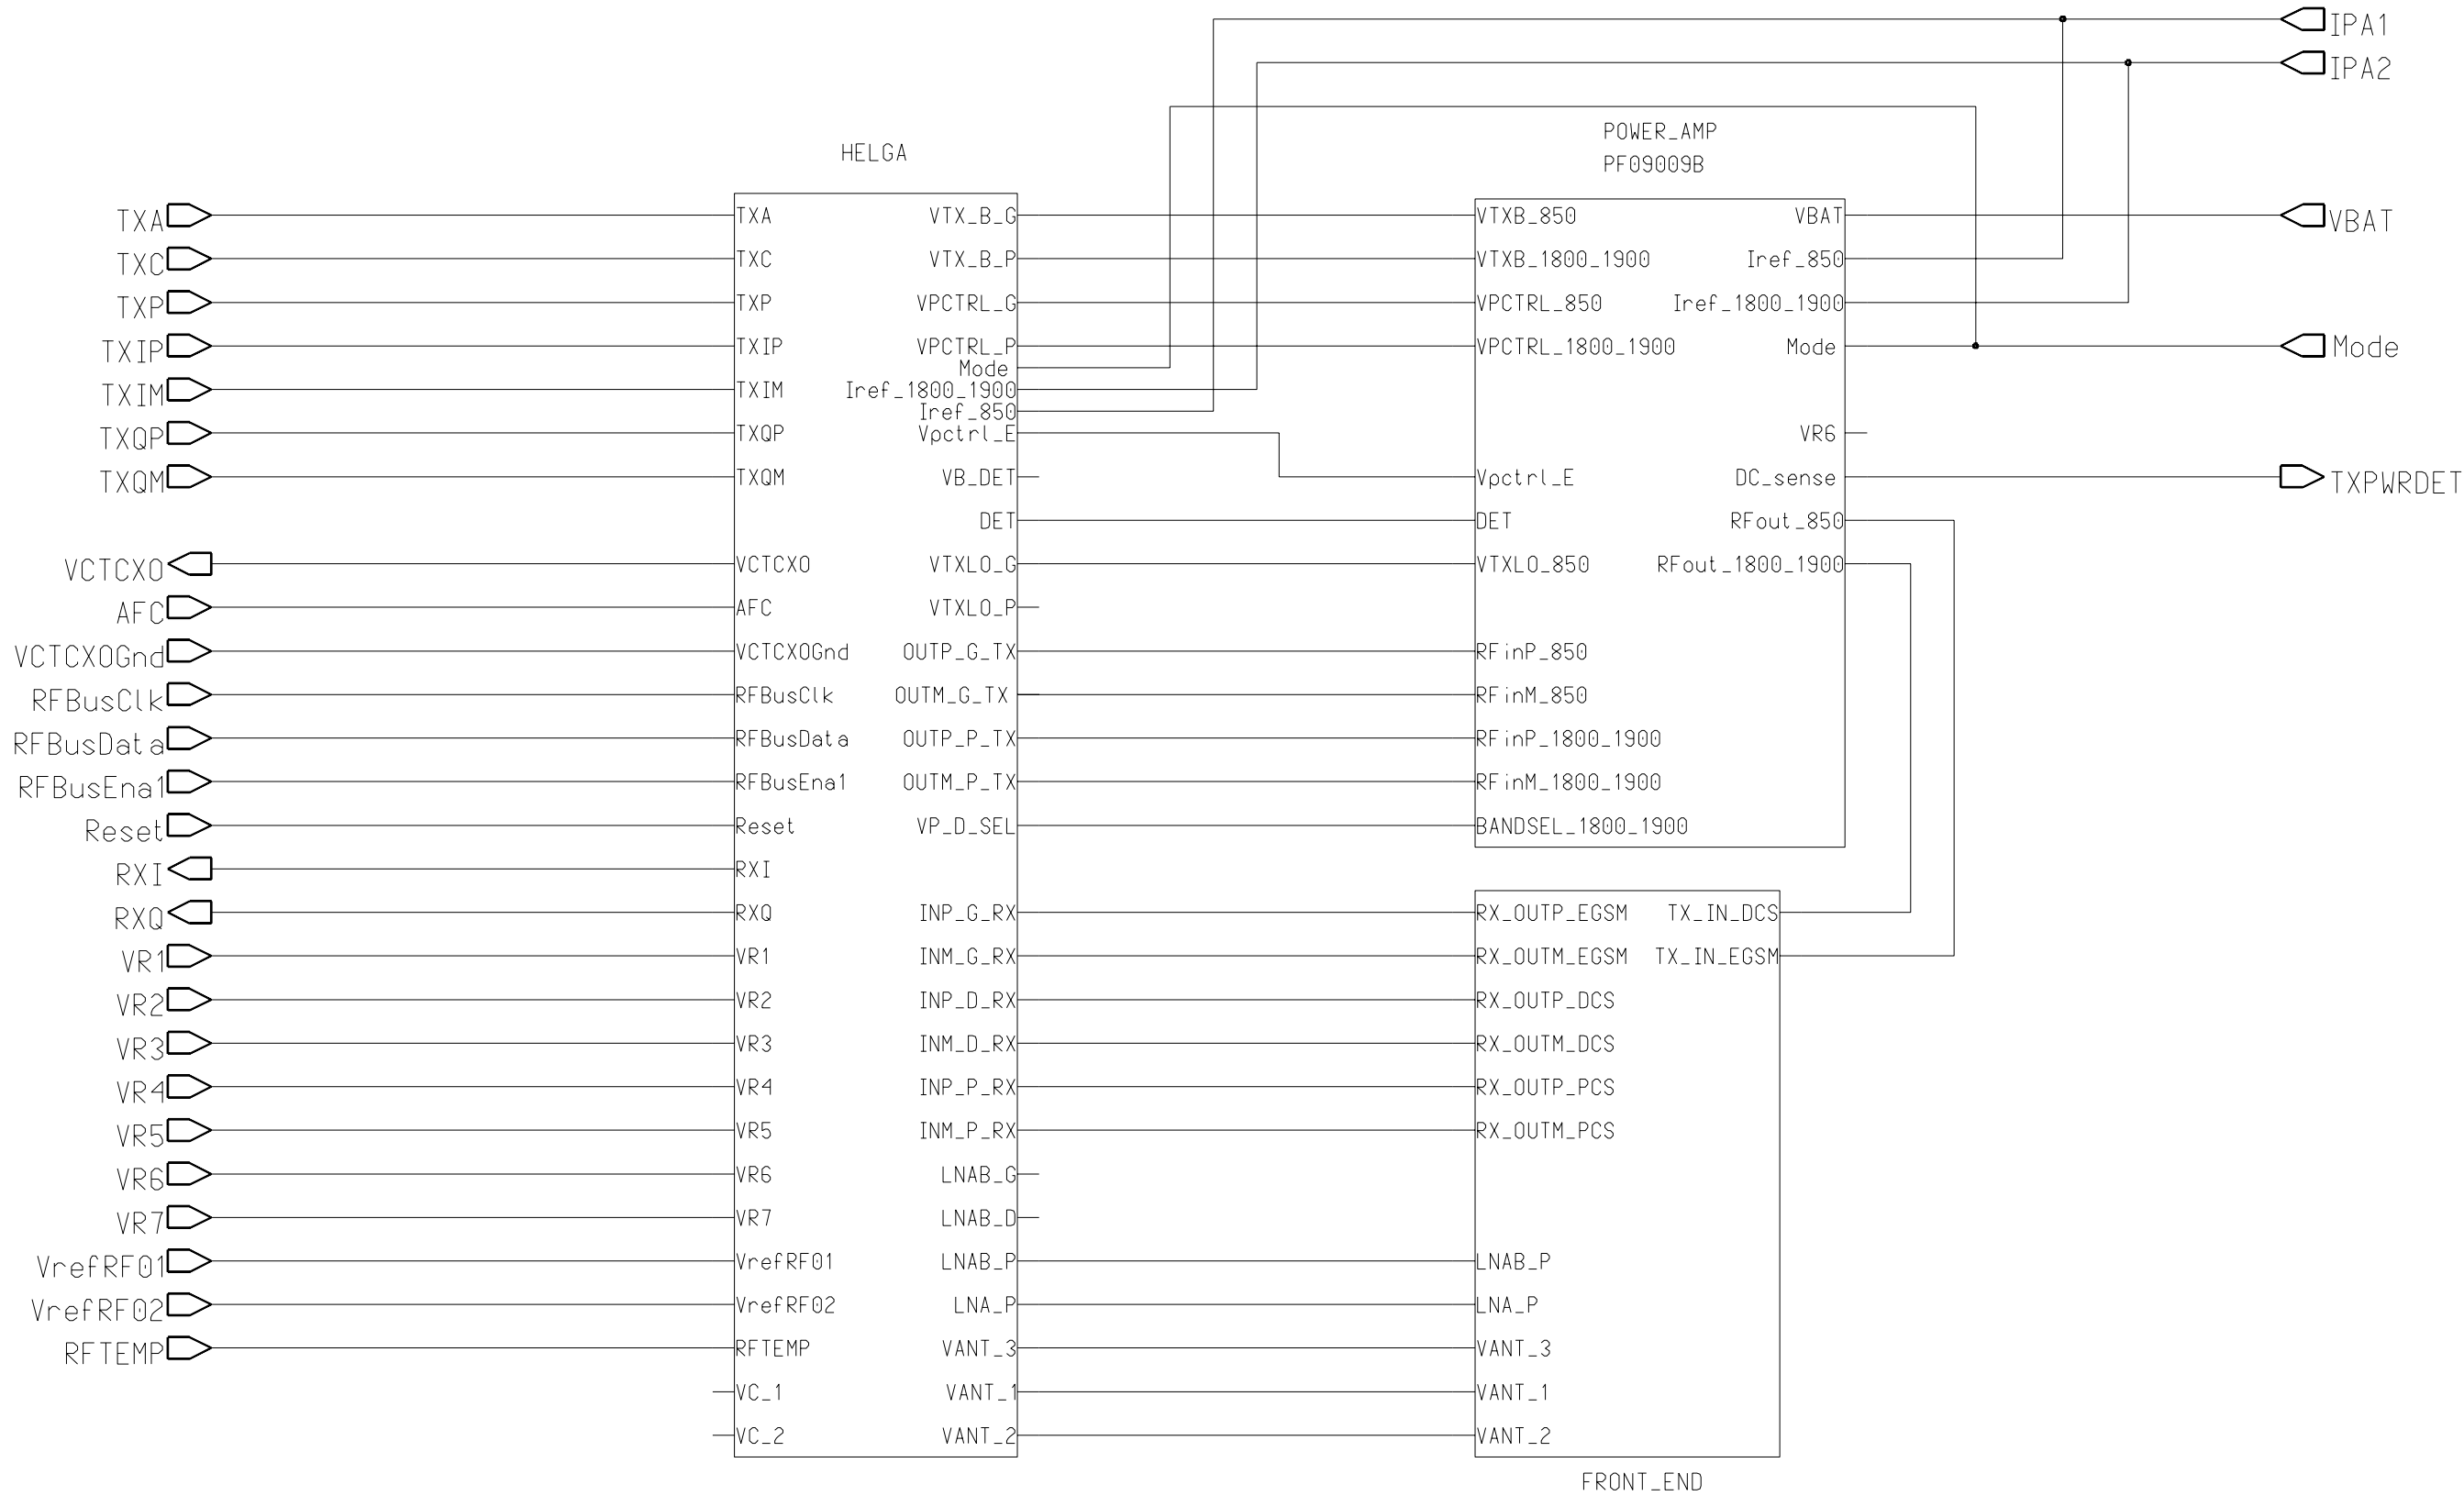 IPA1
IPA2
POWER_AMP
PF09009B
HELGA
TXA TXA VTX_B_G VTXB_850 VBAT VBAT
TXC TXC VTX_B_P VTXB_1800_1900 Iref_850
TXP TXP VPCTRL_G VPCTRL_850 Iref_1800_1900
TXIP TXIP VPCTRL_P VPCTRL_1800_1900 Mode Mode
Mode
TXIM TXIM Iref_1800_1900
Iref_850
TXQP TXQP Vpctrl_E VR6
TXQM TXQM VB_DET Vpctrl_E DC_sense TXPWRDET
DET DET RFout_850
VCTCXO VCTCXO VTXLO_G VTXLO_850 RFout_1800_1900
AFC AFC VTXLO_P
VCTCXOGnd VCTCXOGnd OUTP_G_TX RFinP_850
RFBusClk RFBusClk OUTM_G_TX RFinM_850
RFBusData RFBusData OUTP_P_TX RFinP_1800_1900
RFBusEna1 RFBusEna1 OUTM_P_TX RFinM_1800_1900
Reset Reset VP_D_SEL BANDSEL_1800_1900
RXI RXI
RXQ RXQ INP_G_RX RX_OUTP_EGSM TX_IN_DCS
VR1 VR1 INM_G_RX RX_OUTM_EGSM TX_IN_EGSM
VR2 VR2 INP_D_RX RX_OUTP_DCS
VR3 VR3 INM_D_RX RX_OUTM_DCS
VR4 VR4 INP_P_RX RX_OUTP_PCS
VR5 VR5 INM_P_RX RX_OUTM_PCS
VR6 VR6 LNAB_G
VR7 VR7 LNAB_D
VrefRF01 VrefRF01 LNAB_P LNAB_P
VrefRF02 VrefRF02 LNA_P LNA_P
RFTEMP RFTEMP VANT_3 VANT_3
VC_1 VANT_1 VANT_1
VC_2 VANT_2 VANT_2
FRONT_END